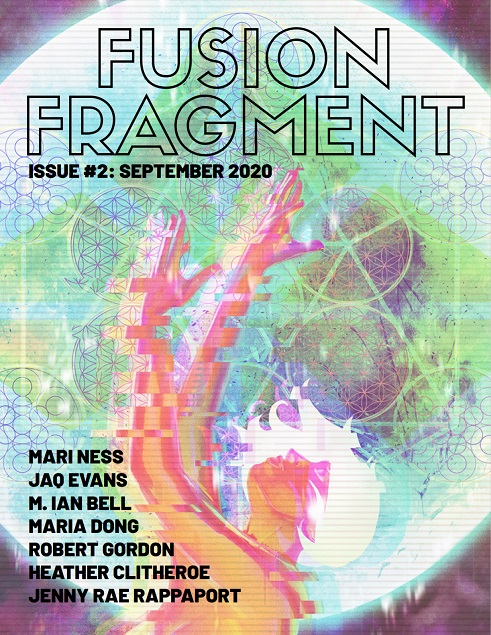 FUSION
FRAGMENT
ISSUE #2: SEPTEMBER 2020
MARI NESS
JAQ EVANS
M. IAN BELL
MARIA DONG
ROBERT GORDON
HEATHER CLITHEROE
JENNY RAE RAPPAPORT